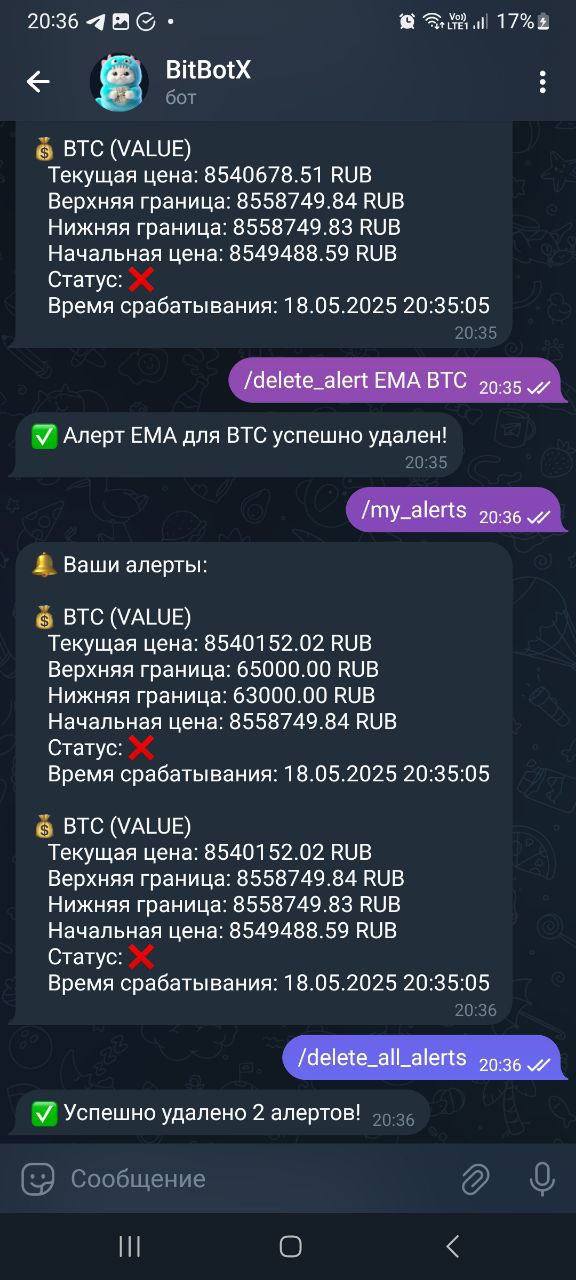 20:36
Vo))
LTE1
17%
BitBotX
бот
💰 BTC (VALUE)
Текущая цена: 8540678.51 RUB
Верхняя граница: 8558749.84 RUB
Нижняя граница: 8558749.83 RUB
Начальная цена: 8549488.59 RUB
Статус: ❌
Время срабатывания: 18.05.2025 20:35:05
20:35
/delete_alert EMA BTC 20:35
✅ Алерт EMA для BTC успешно удален!
20:35
/my_alerts 20:36
🔔 Ваши алерты:
💰 BTC (VALUE)
Текущая цена: 8540152.02 RUB
Верхняя граница: 65000.00 RUB
Нижняя граница: 63000.00 RUB
Начальная цена: 8558749.84 RUB
Статус: ❌
Время срабатывания: 18.05.2025 20:35:05
💰 BTC (VALUE)
Текущая цена: 8540152.02 RUB
Верхняя граница: 8558749.84 RUB
Нижняя граница: 8558749.83 RUB
Начальная цена: 8549488.59 RUB
Статус: ❌
Время срабатывания: 18.05.2025 20:35:05
20:36
/delete_all_alerts 20:36
✅ Успешно удалено 2 алертов! 20:36
Сообщение